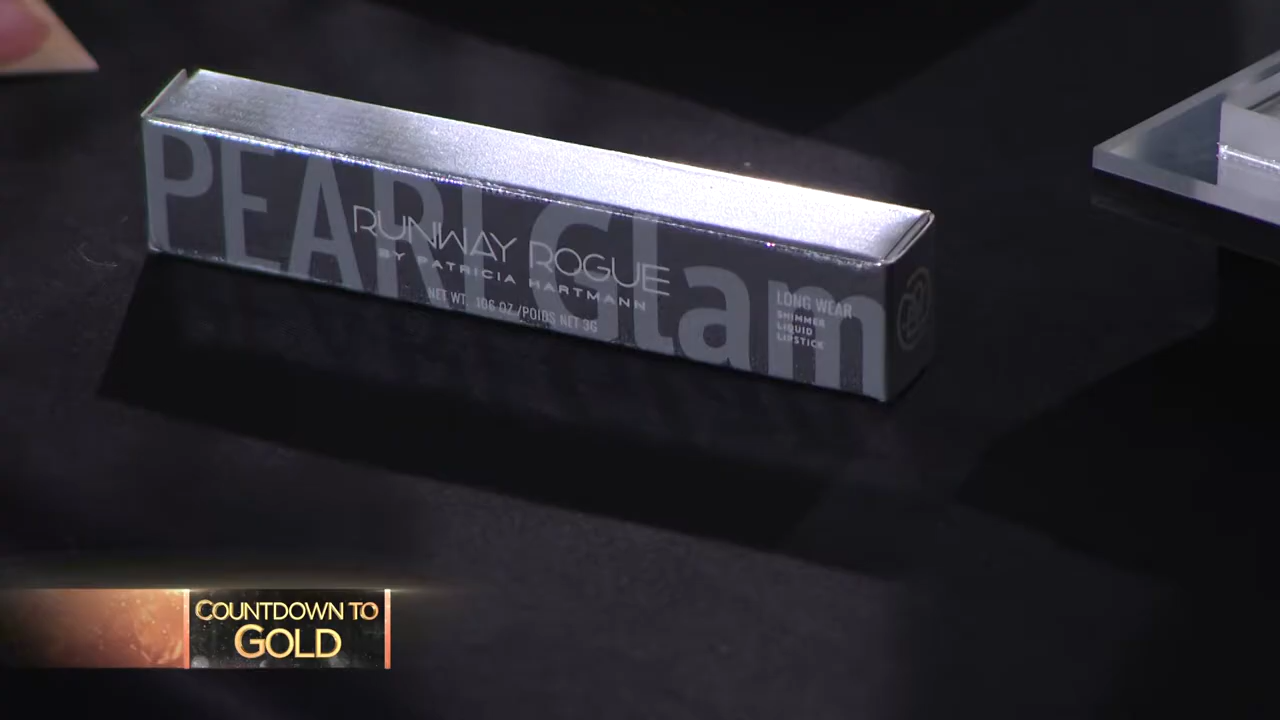 PEARLGlam
RUNWAY ROGUE
BY PATRICIA HARTMANN
NET WT. .106 OZ/POIDS NET 3G
LONG WEAR
SHIMMER
LIQUID
LIPSTICK
COUNTDOWN TO
GOLD